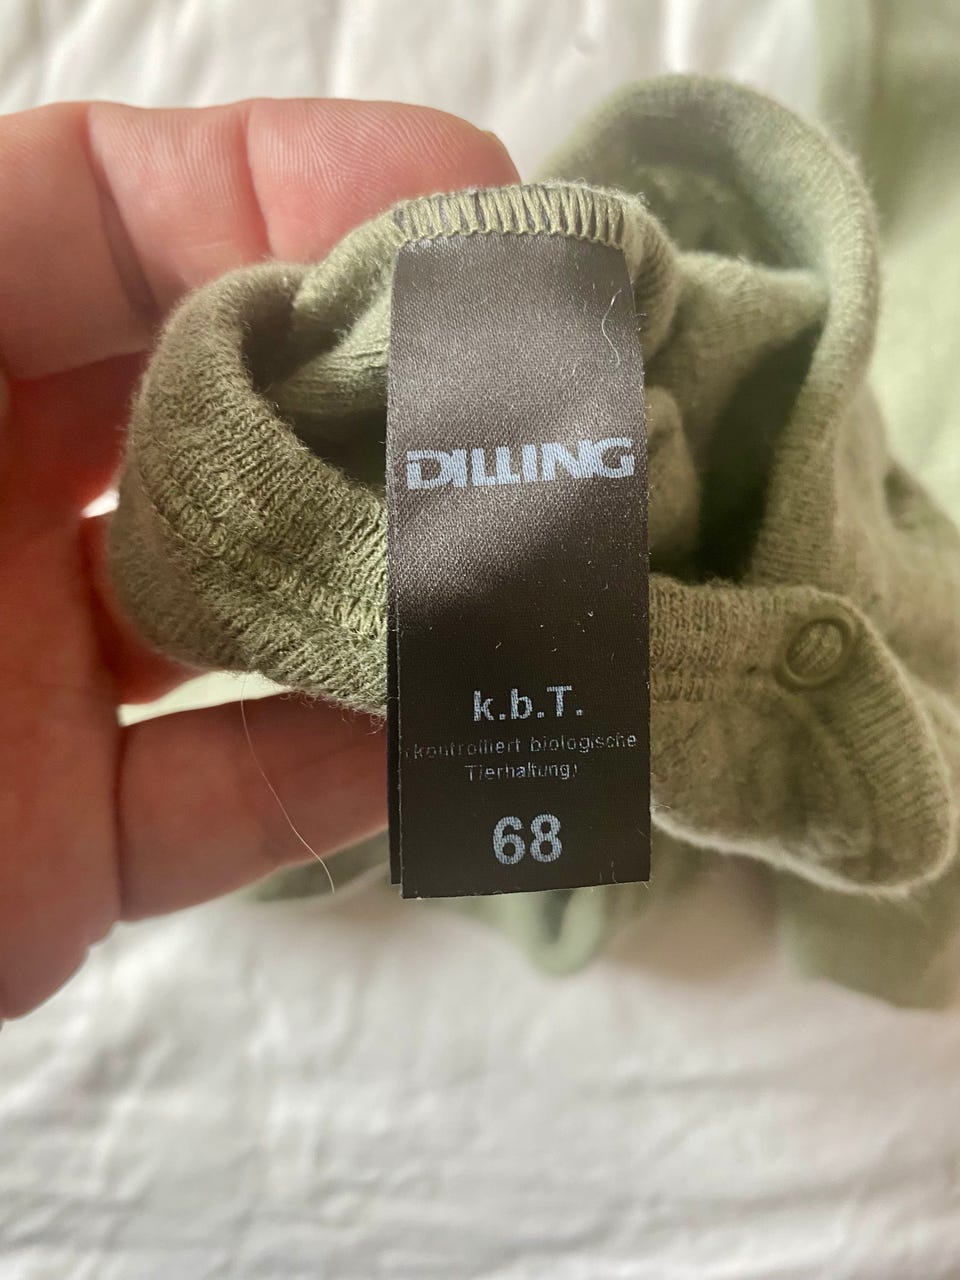 DILLING
k.b.T.
(kontrolliert biologische
Tierhaltung)
68